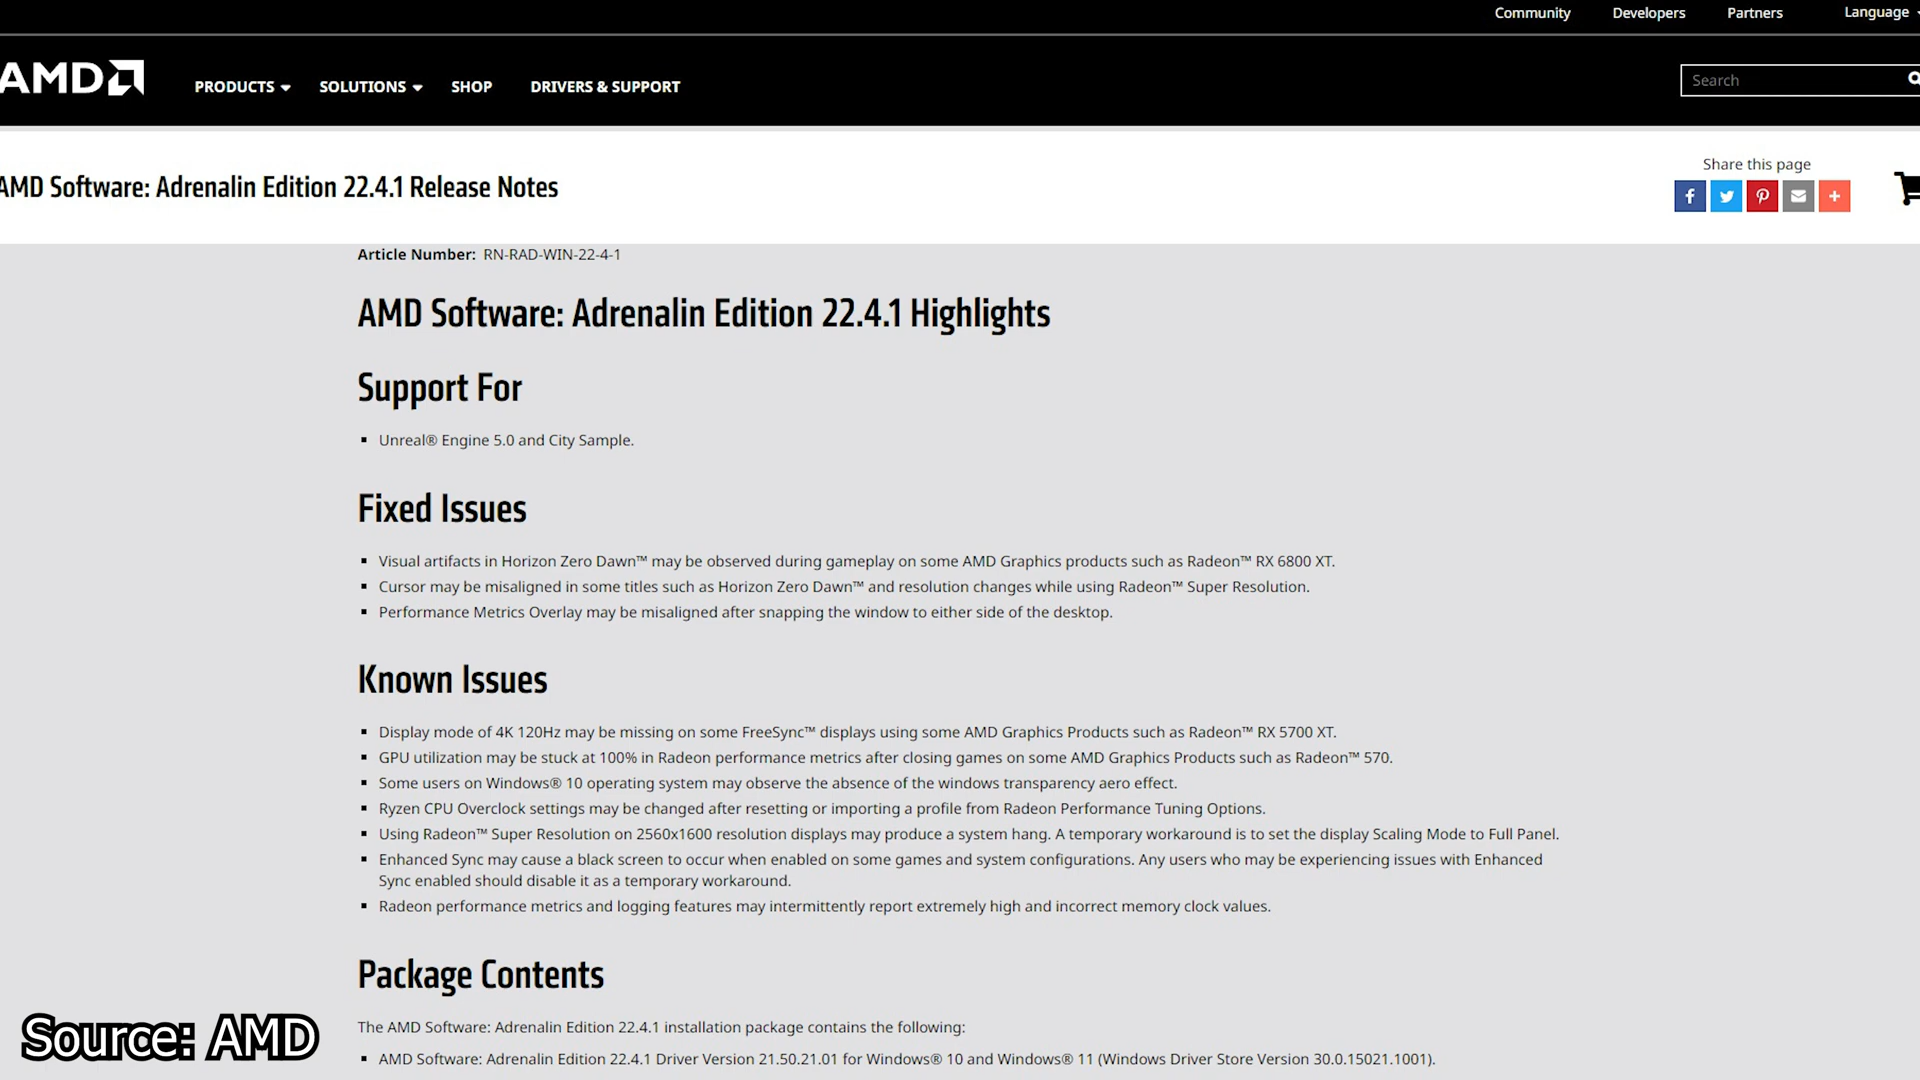 Community Developers Partners Language
AMD PRODUCTS SOLUTIONS SHOP DRIVERS & SUPPORT Search
Share this page
AMD Software: Adrenalin Edition 22.4.1 Release Notes
Article Number: RN-RAD-WIN-22-4-1
AMD Software: Adrenalin Edition 22.4.1 Highlights
Support For
Unreal® Engine 5.0 and City Sample.
Fixed Issues
Visual artifacts in Horizon Zero Dawn™ may be observed during gameplay on some AMD Graphics products such as Radeon™ RX 6800 XT.
Cursor may be misaligned in some titles such as Horizon Zero Dawn™ and resolution changes while using Radeon™ Super Resolution.
Performance Metrics Overlay may be misaligned after snapping the window to either side of the desktop.
Known Issues
Display mode of 4K 120Hz may be missing on some FreeSync™ displays using some AMD Graphics Products such as Radeon™ RX 5700 XT.
GPU utilization may be stuck at 100% in Radeon performance metrics after closing games on some AMD Graphics Products such as Radeon™ 570.
Some users on Windows® 10 operating system may observe the absence of the windows transparency aero effect.
Ryzen CPU Overclock settings may be changed after resetting or importing a profile from Radeon Performance Tuning Options.
Using Radeon™ Super Resolution on 2560x1600 resolution displays may produce a system hang. A temporary workaround is to set the display Scaling Mode to Full Panel.
Enhanced Sync may cause a black screen to occur when enabled on some games and system configurations. Any users who may be experiencing issues with Enhanced
Sync enabled should disable it as a temporary workaround.
Radeon performance metrics and logging features may intermittently report extremely high and incorrect memory clock values.
Package Contents
The AMD Software: Adrenalin Edition 22.4.1 installation package contains the following:
AMD Software: Adrenalin Edition 22.4.1 Driver Version 21.50.21.01 for Windows® 10 and Windows® 11 (Windows Driver Store Version 30.0.15021.1001).
Source: AMD